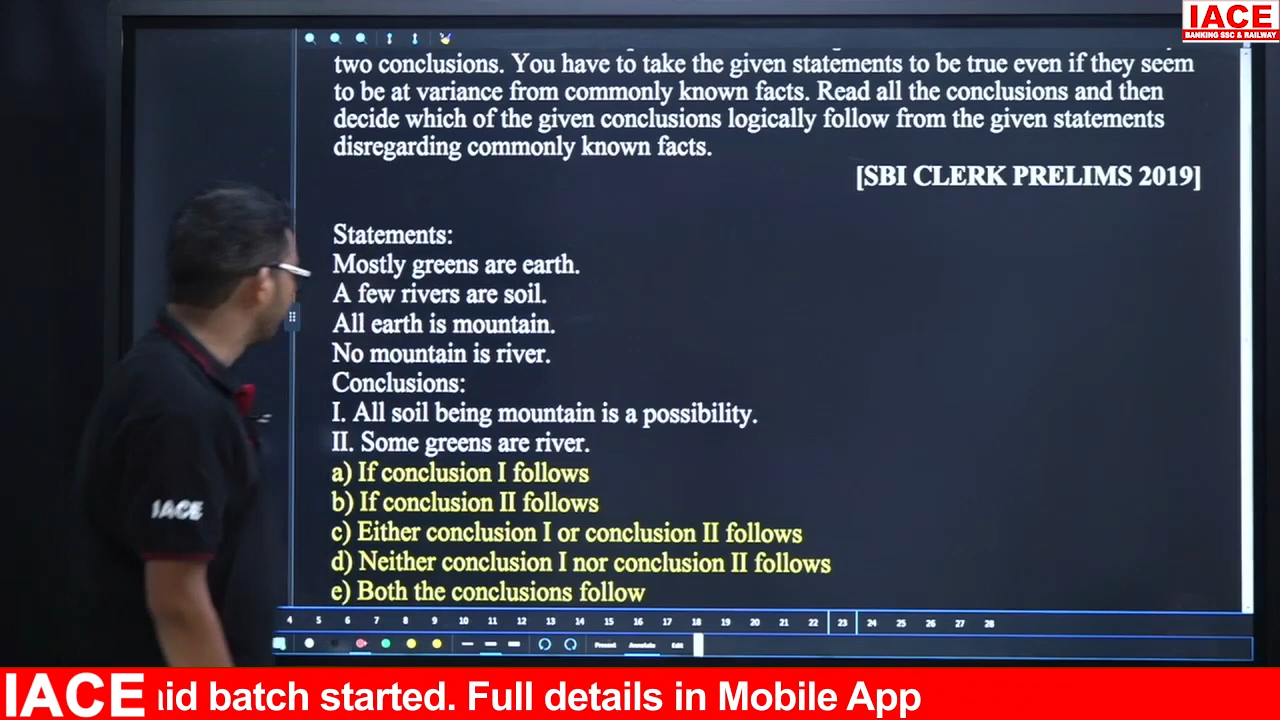 IACE
BANKING SSC & RAILWAY
two conclusions. You have to take the given statements to be true even if they seem
to be at variance from commonly known facts. Read all the conclusions and then
decide which of the given conclusions logically follow from the given statements
disregarding commonly known facts.
[SBI CLERK PRELIMS 2019]
Statements:
Mostly greens are earth.
A few rivers are soil.
All earth is mountain.
No mountain is river.
Conclusions:
I. All soil being mountain is a possibility.
II. Some greens are river.
a) If conclusion I follows
b) If conclusion II follows
c) Either conclusion I or conclusion II follows
d) Neither conclusion I nor conclusion II follows
e) Both the conclusions follow
IACE
4 5 6 7 8 9 10 11 12 13 14 15 16 17 18 19 20 21 22 23 24 25 26 27 28
Present Annotate Edit
IACE aid batch started. Full details in Mobile App